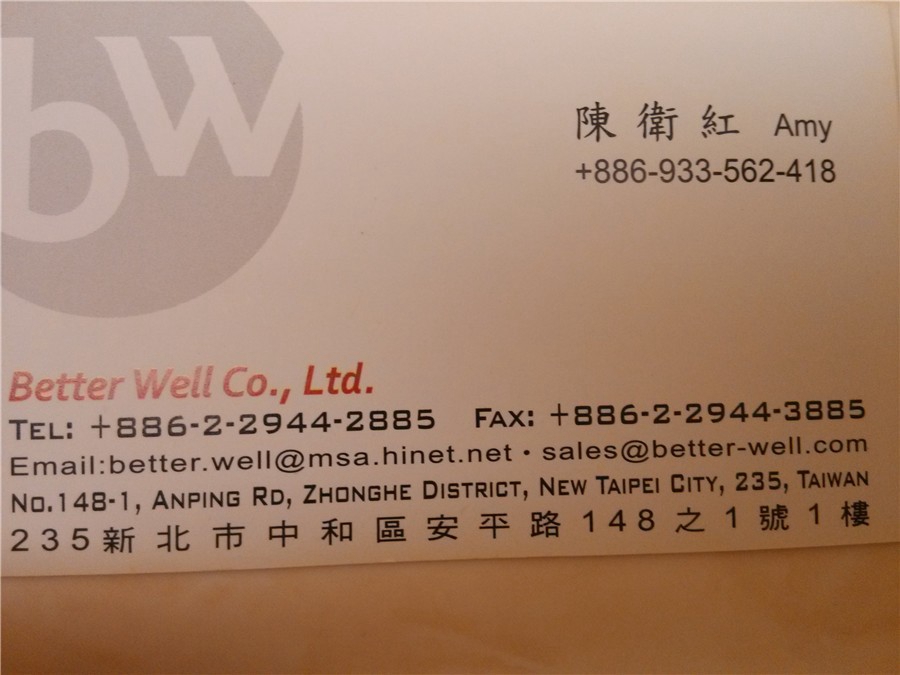 bw
陳衛紅 Amy
+886-933-562-418
Better Well Co., Ltd.
TEL: +886-2-2944-2885 FAX: +886-2-2944-3885
Email:better.well@msa.hinet.net・sales@better-well.com
NO.148-1, ANPING RD, ZHONGHE DISTRICT, NEW TAIPEI CITY, 235, TAIWAN
235新北市中和區安平路148之1號1樓